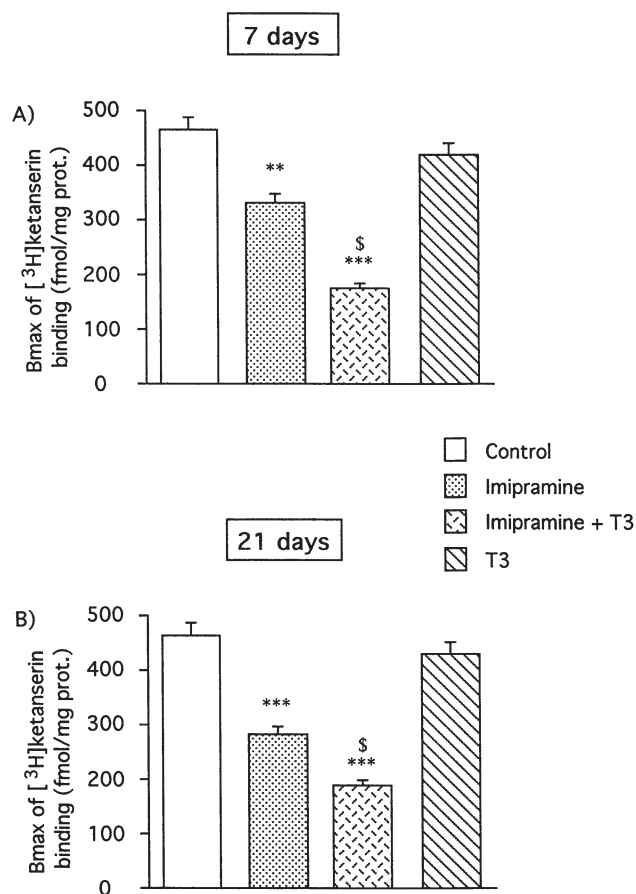 7 days
A)
Bmax of [³H]ketanserin
binding (fmol/mg prot.)
500
400
300
200
100
0
**
$
***
Control
Imipramine
Imipramine + T3
T3
21 days
B)
Bmax of [³H]ketanserin
binding (fmol/mg prot.)
500
400
300
200
100
0
***
$
***